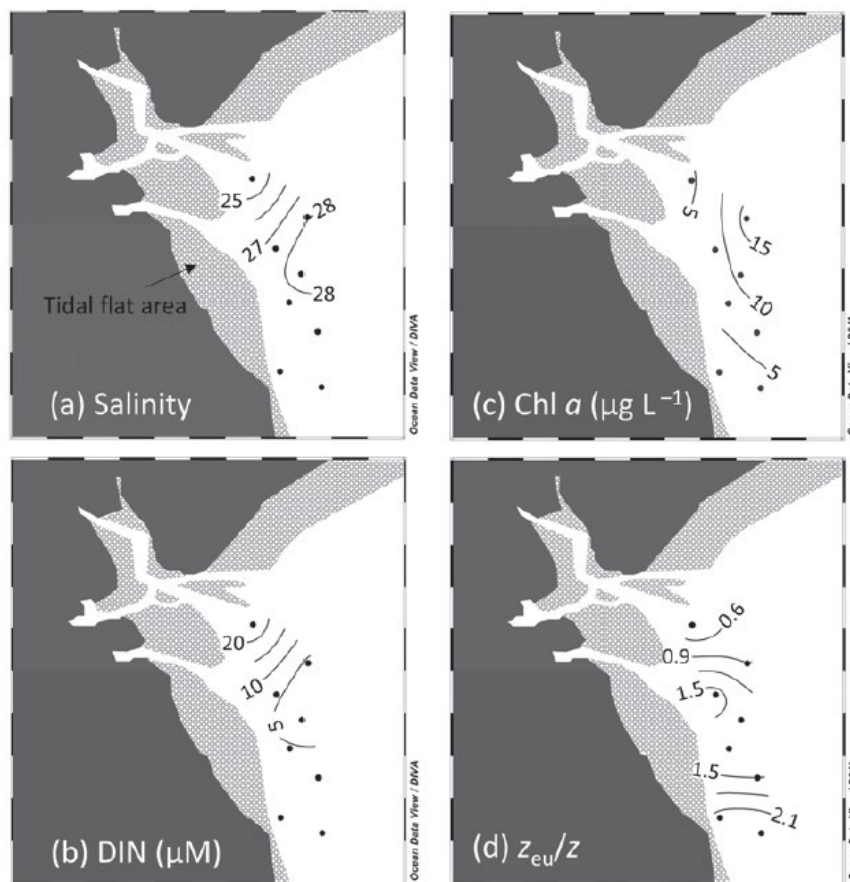 25
28
27
28
Tidal flat area
(a) Salinity
Ocean Data View / DIVA
5
15
10
5
(c) Chl a (μg L⁻¹)
20
10
5
(b) DIN (μM)
Ocean Data View / DIVA
0.6
0.9
1.5
1.5
2.1
(d) zeu/z